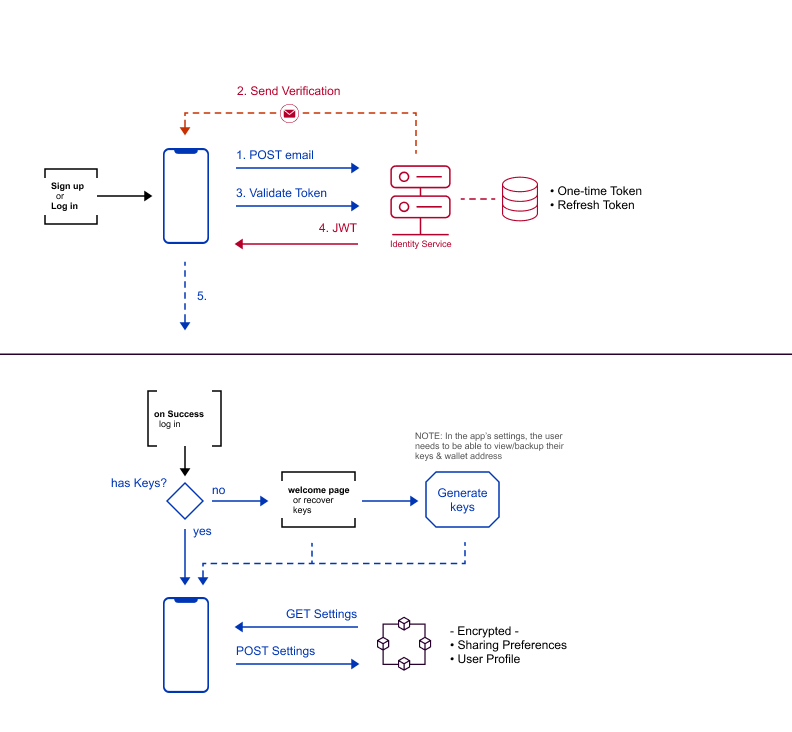 2. Send Verification
1. POST email
Sign up
or
Log in
3. Validate Token
• One-time Token
• Refresh Token
4. JWT
Identity Service
5.
on Success
log in
NOTE: In the app's settings, the user
needs to be able to view/backup their
keys & wallet address
has Keys?
no
welcome page
or recover
keys
Generate
keys
yes
GET Settings
POST Settings
- Encrypted -
• Sharing Preferences
• User Profile